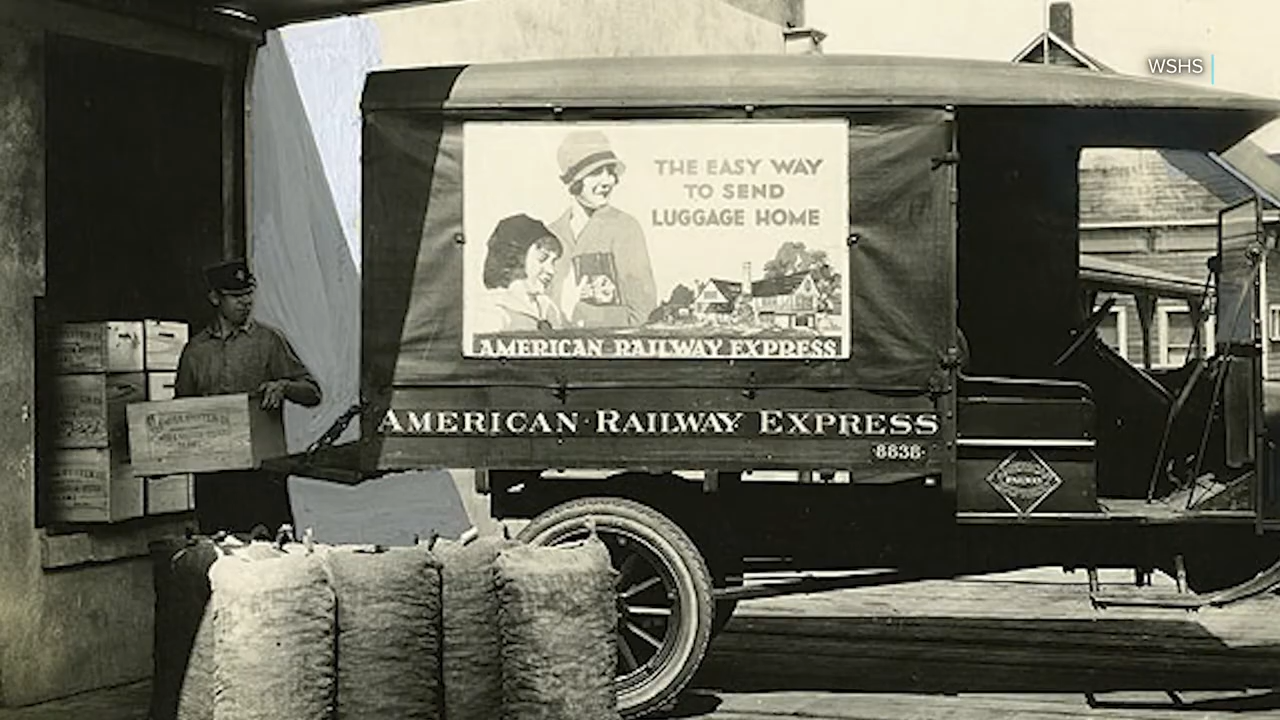 WSHS
THE EASY WAY
TO SEND
LUGGAGE HOME
AMERICAN RAILWAY EXPRESS
AMERICAN RAILWAY EXPRESS
8838